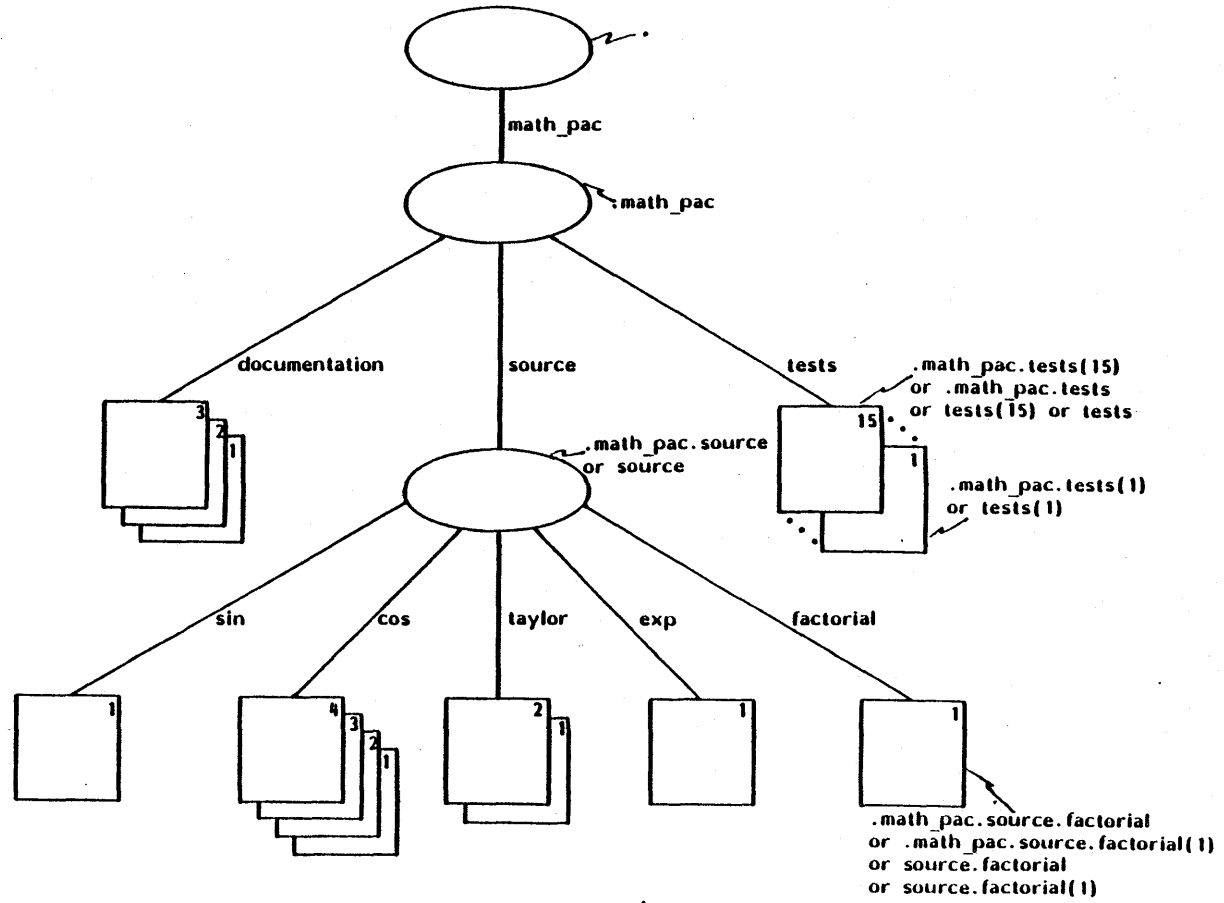 .
math_pac
.math_pac
documentation
source
tests
.math_pac.tests(15)
or .math_pac.tests
or tests(15) or tests
3
2
1
15
1
.math_pac.source
or source
.math_pac.tests(1)
or tests(1)
sin
cos
taylor
exp
factorial
1
4
3
2
1
2
1
1
1
.math_pac.source.factorial
or .math_pac.source.factorial(1)
or source.factorial
or source.factorial(1)